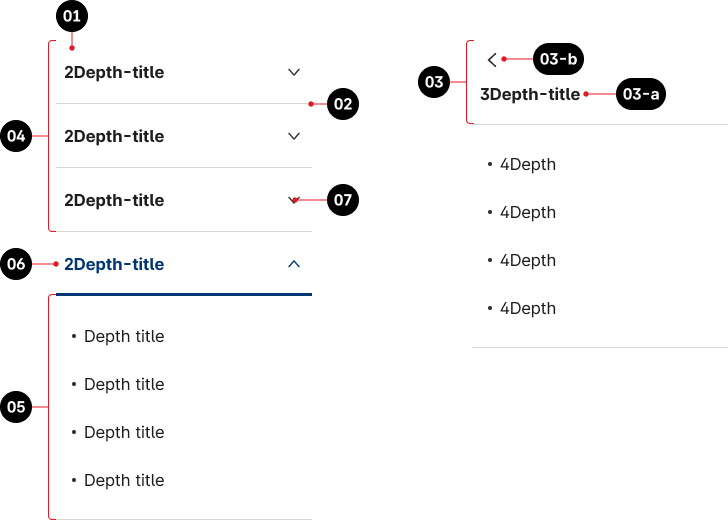 01
2Depth-title
02
04
2Depth-title
2Depth-title
07
06
2Depth-title
05
Depth title
Depth title
Depth title
Depth title
03
03-b
3Depth-title
03-a
4Depth
4Depth
4Depth
4Depth